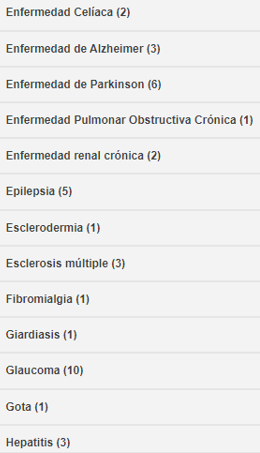 Enfermedad Celíaca (2)
Enfermedad de Alzheimer (3)
Enfermedad de Parkinson (6)
Enfermedad Pulmonar Obstructiva Crónica (1)
Enfermedad renal crónica (2)
Epilepsia (5)
Esclerodermia (1)
Esclerosis múltiple (3)
Fibromialgia (1)
Giardiasis (1)
Glaucoma (10)
Gota (1)
Hepatitis (3)